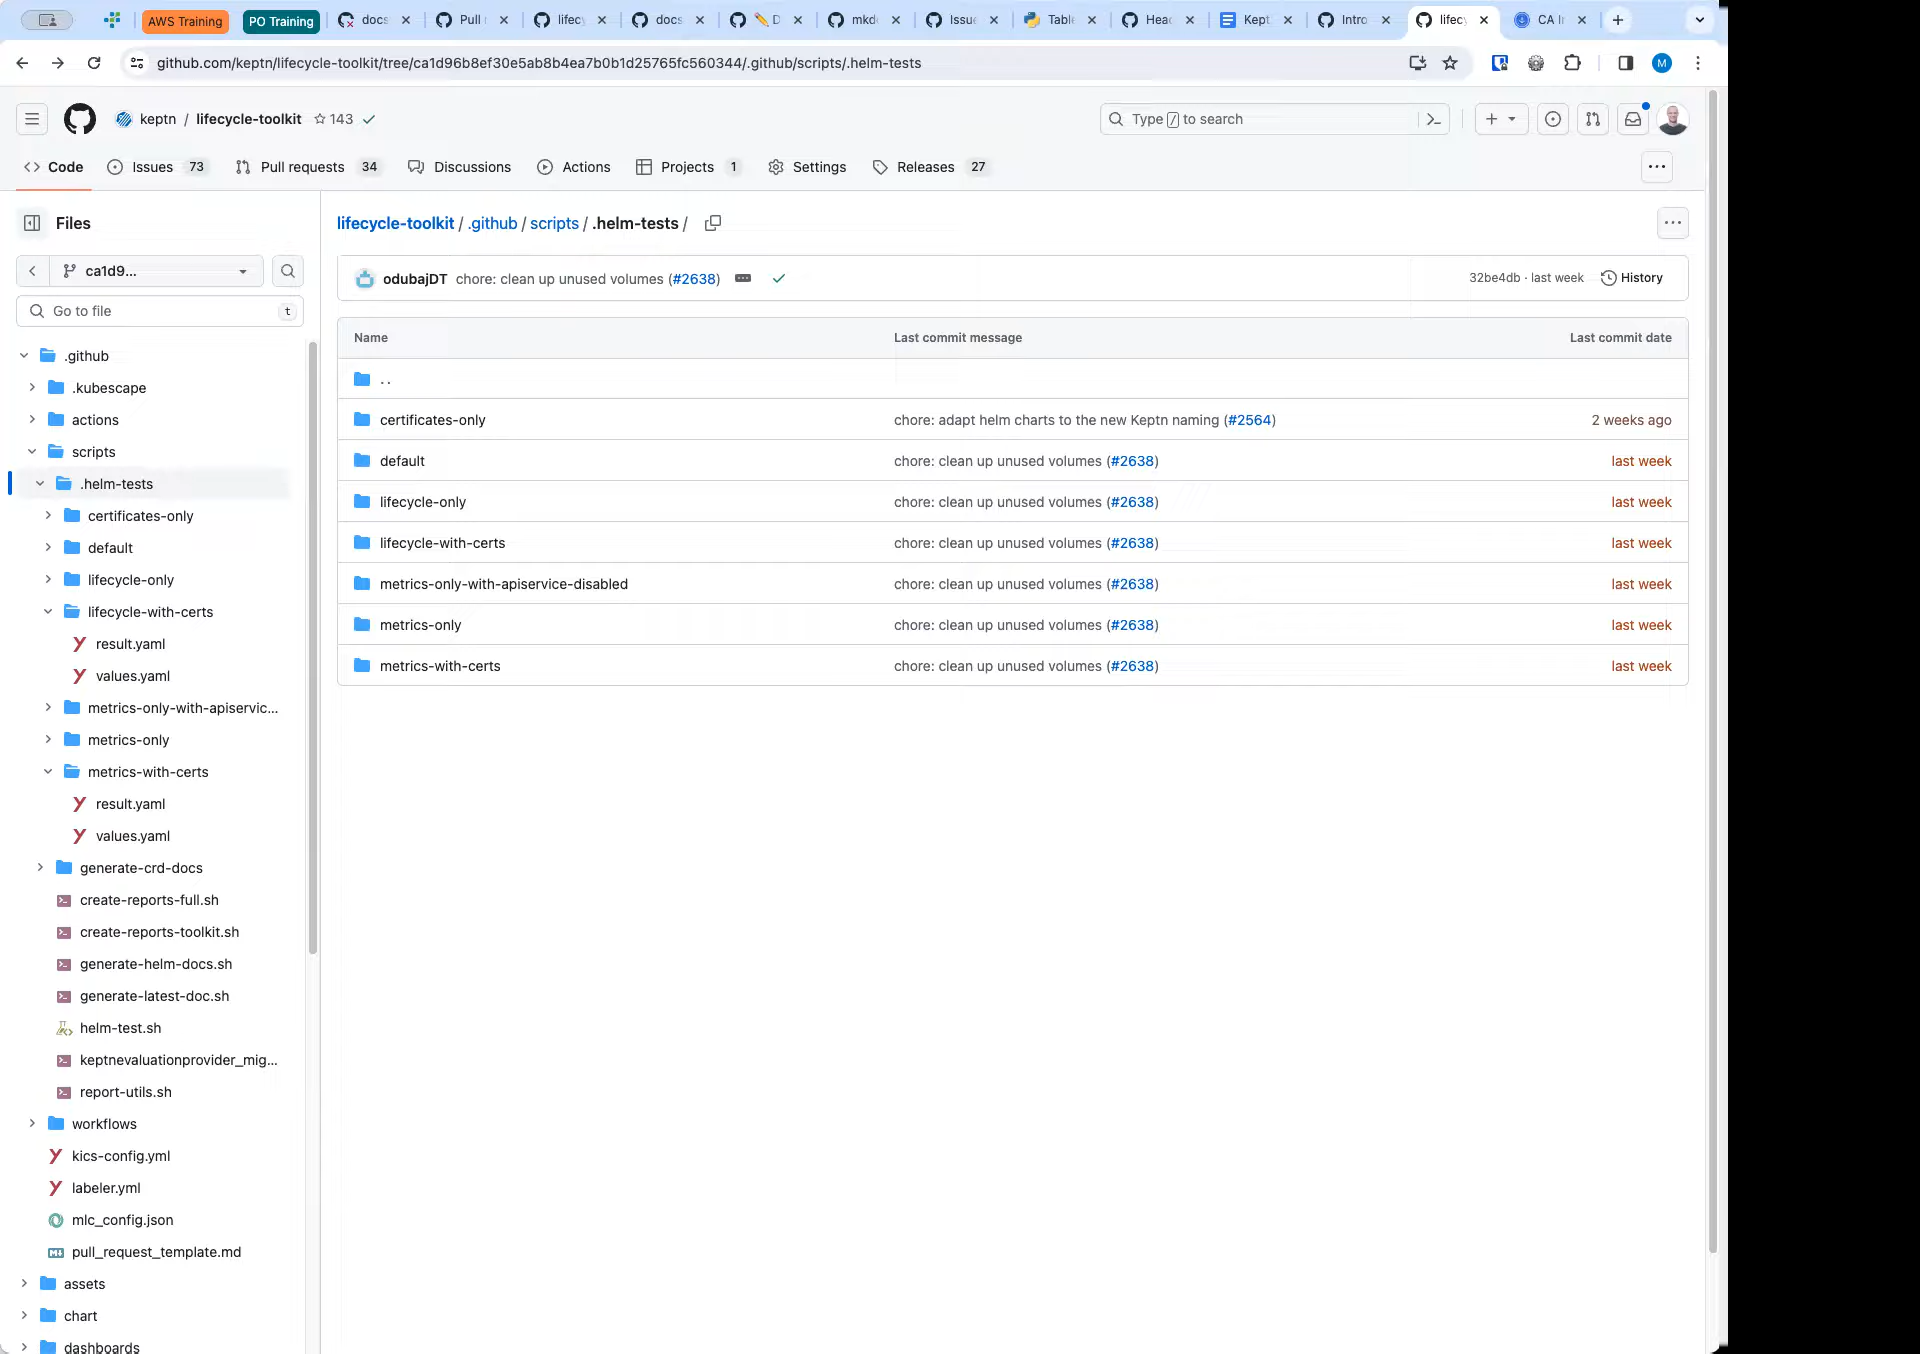 AWS Training PO Training docs Pull lifecy docs D mkd Issue Table Head Kept Intro lifecy CA I
github.com/keptn/lifecycle-toolkit/tree/ca1d96b8ef30e5ab8b4ea7b0b1d25765fc560344/.github/scripts/.helm-tests M
keptn / lifecycle-toolkit 143 Type / to search
Code Issues 73 Pull requests 34 Discussions Actions Projects 1 Settings Releases 27
Files
lifecycle-toolkit / .github / scripts / .helm-tests /
ca1d9...
odubajDT chore: clean up unused volumes (#2638) 32be4db · last week History
Go to file t
Name Last commit message Last commit date
..
certificates-only chore: adapt helm charts to the new Keptn naming (#2564) 2 weeks ago
default chore: clean up unused volumes (#2638) last week
lifecycle-only chore: clean up unused volumes (#2638) last week
lifecycle-with-certs chore: clean up unused volumes (#2638) last week
metrics-only-with-apiservice-disabled chore: clean up unused volumes (#2638) last week
metrics-only chore: clean up unused volumes (#2638) last week
metrics-with-certs chore: clean up unused volumes (#2638) last week
.github
.kubescape
actions
scripts
.helm-tests
certificates-only
default
lifecycle-only
lifecycle-with-certs
result.yaml
values.yaml
metrics-only-with-apiservic...
metrics-only
metrics-with-certs
result.yaml
values.yaml
generate-crd-docs
create-reports-full.sh
create-reports-toolkit.sh
generate-helm-docs.sh
generate-latest-doc.sh
helm-test.sh
keptnevaluationprovider_mig...
report-utils.sh
workflows
kics-config.yml
labeler.yml
mlc_config.json
pull_request_template.md
assets
chart
dashboards